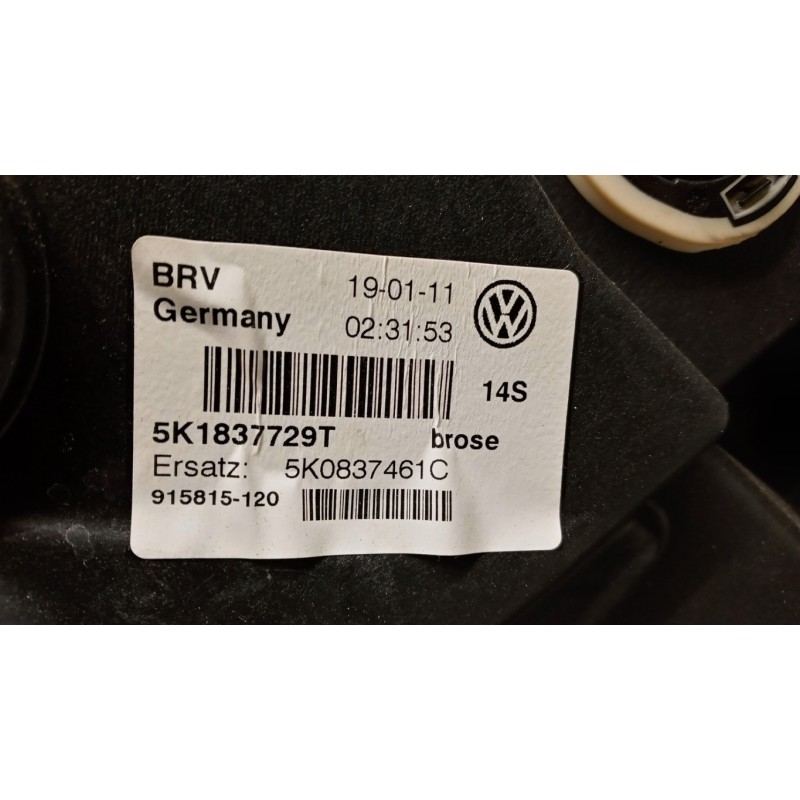 BRV 19-01-11
Germany 02:31:53
14S
5K1837729T brose
Ersatz: 5K0837461C
915815-120